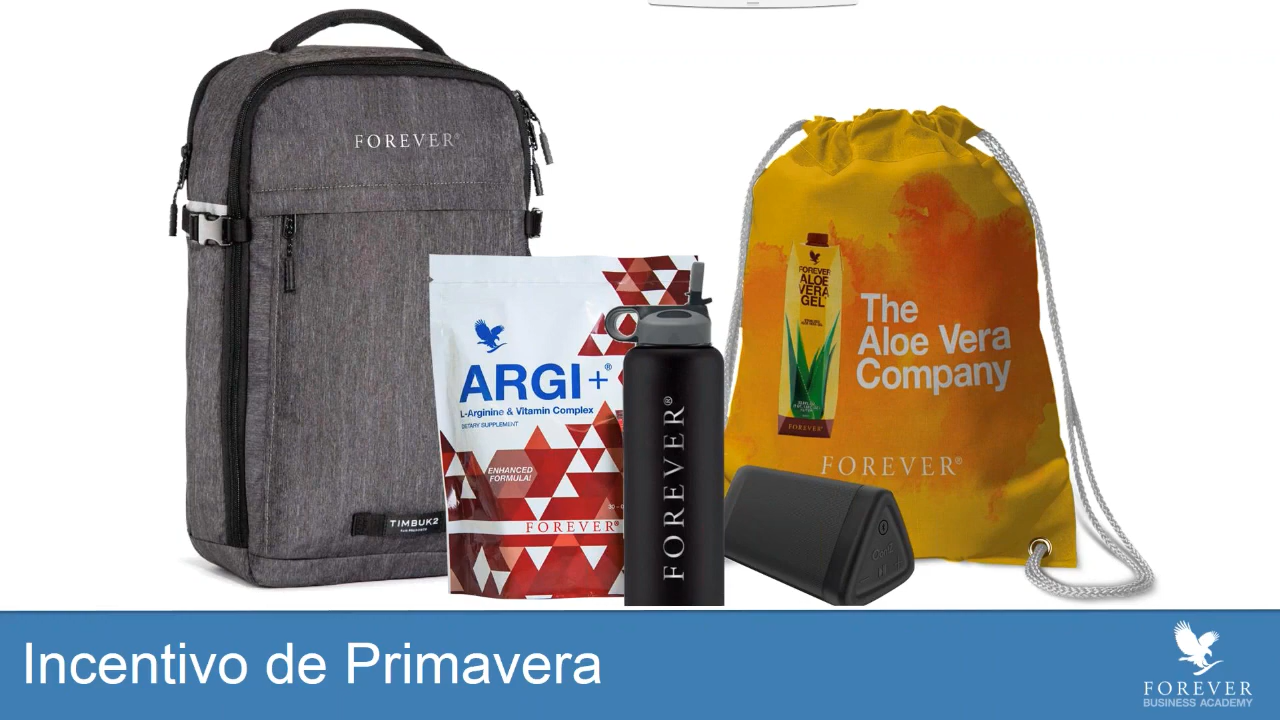 FOREVER®
TIMBUK2
ARGI+®
L-Arginine & Vitamin Complex
DIETARY SUPPLEMENT
ENHANCED
FORMULA!
FOREVER®
FOREVER®
FOREVER
ALOE
VERA
GEL
FOREVER
The
Aloe Vera
Company
FOREVER®
Incentivo de Primavera
FOREVER
BUSINESS ACADEMY